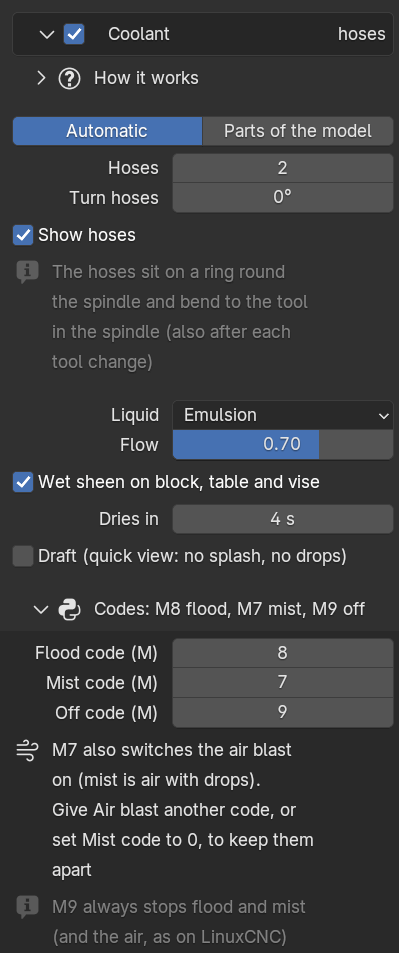 Coolant hoses
How it works
Automatic Parts of the model
Hoses 2
Turn hoses 0°
Show hoses
The hoses sit on a ring round
the spindle and bend to the tool
in the spindle (also after each
tool change)
Liquid Emulsion
Flow 0.70
Wet sheen on block, table and vise
Dries in 4 s
Draft (quick view: no splash, no drops)
Codes: M8 flood, M7 mist, M9 off
Flood code (M) 8
Mist code (M) 7
Off code (M) 9
M7 also switches the air blast
on (mist is air with drops).
Give Air blast another code, or
set Mist code to 0, to keep them
apart
M9 always stops flood and mist
(and the air, as on LinuxCNC)